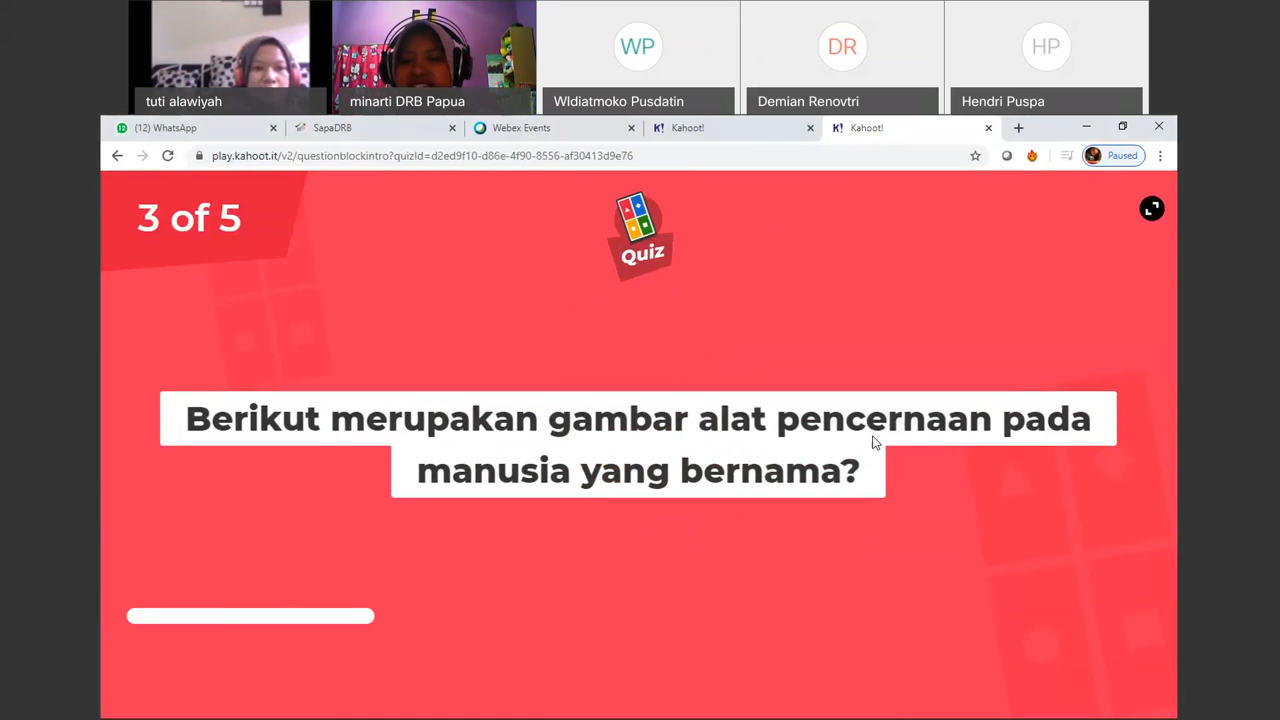 WP
DR
HP
tuti alawiyah
minarti DRB Papua
WIdiatmoko Pusdatin
Demian Renovtri
Hendri Puspa
(12) WhatsApp
SapaDRB
Webex Events
Kahoot!
Kahoot!
play.kahoot.it/v2/questionblockintro?quizId=d2ed9f10-d86e-4f90-8556-af30413d9e76
Paused
3 of 5
Quiz
Berikut merupakan gambar alat pencernaan pada
manusia yang bernama?